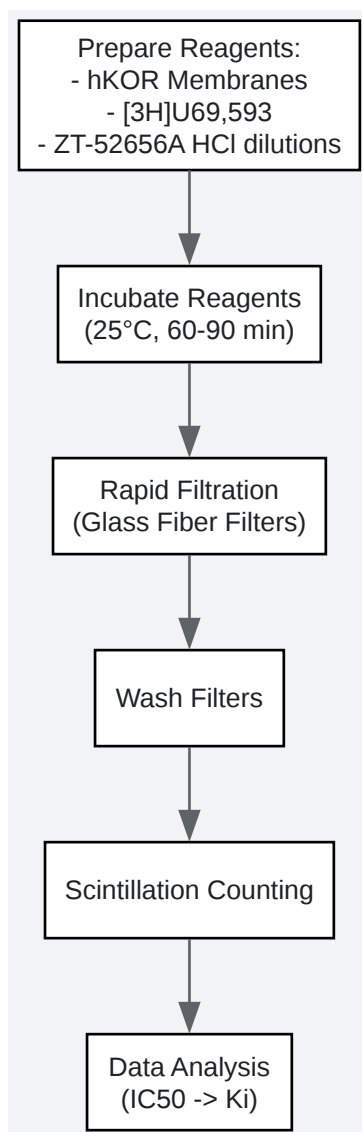 Prepare Reagents:
- hKOR Membranes
- [3H]U69,593
- ZT-52656A HCl dilutions
Incubate Reagents
(25°C, 60-90 min)
Rapid Filtration
(Glass Fiber Filters)
Wash Filters
Scintillation Counting
Data Analysis
(IC50 -> Ki)